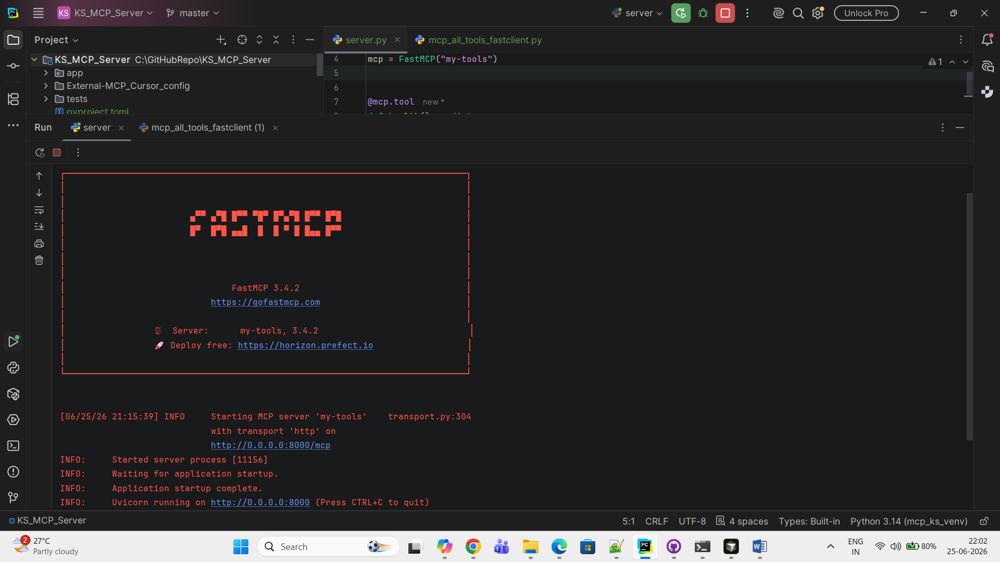 KS KS_MCP_Server master server Unlock Pro
Project
server.py mcp_all_tools_fastclient.py
KS_MCP_Server C:\GitHubRepo\KS_MCP_Server
app
External-MCP_Cursor_config
tests
pyproject.toml
4 mcp = FastMCP("my-tools")
1
5
6
7 @mcp.tool new *
Run server mcp_all_tools_fastclient (1)
FASTMCP
FastMCP 3.4.2
https://gofastmcp.com
Server: my-tools, 3.4.2
Deploy free: https://horizon.prefect.io
[06/25/26 21:15:39] INFO Starting MCP server 'my-tools' transport.py:304
with transport 'http' on
http://0.0.0.0:8000/mcp
INFO: Started server process [11156]
INFO: Waiting for application startup.
INFO: Application startup complete.
INFO: Uvicorn running on http://0.0.0.0:8000 (Press CTRL+C to quit)
KS_MCP_Server 5:1 CRLF UTF-8 4 spaces Types: Built-in Python 3.14 (mcp_ks_venv)
2 27°C
Partly cloudy
Search
PC
ENG
IN
80%
22:02
25-06-2026